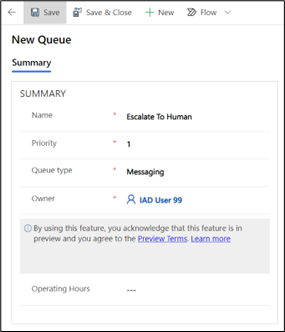 Save Save & Close New Flow
New Queue
Summary
SUMMARY
Name * Escalate To Human
Priority * 1
Queue type * Messaging
Owner * IAD User 99
By using this feature, you acknowledge that this feature is in
preview and you agree to the Preview Terms. Learn more
Operating Hours ---